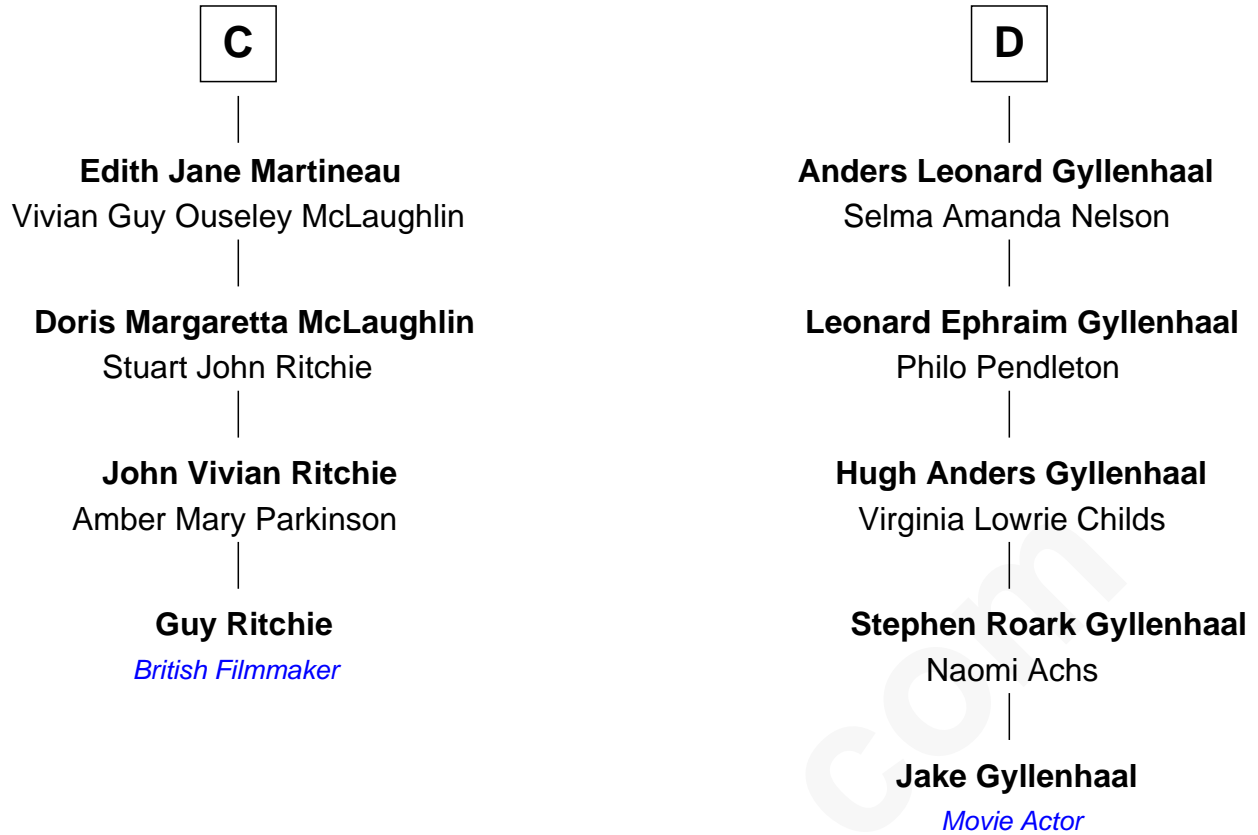 C
Edith Jane Martineau
Vivian Guy Ouseley McLaughlin
Doris Margaretta McLaughlin
Stuart John Ritchie
John Vivian Ritchie
Amber Mary Parkinson
Guy Ritchie
British Filmmaker
D
Anders Leonard Gyllenhaal
Selma Amanda Nelson
Leonard Ephraim Gyllenhaal
Philo Pendleton
Hugh Anders Gyllenhaal
Virginia Lowrie Childs
Stephen Roark Gyllenhaal
Naomi Achs
Jake Gyllenhaal
Movie Actor
com